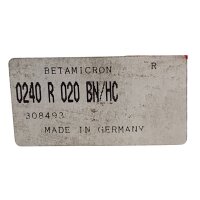 BETAMICRON R
0240 R 020 BN/HC
308493
MADE IN GERMANY